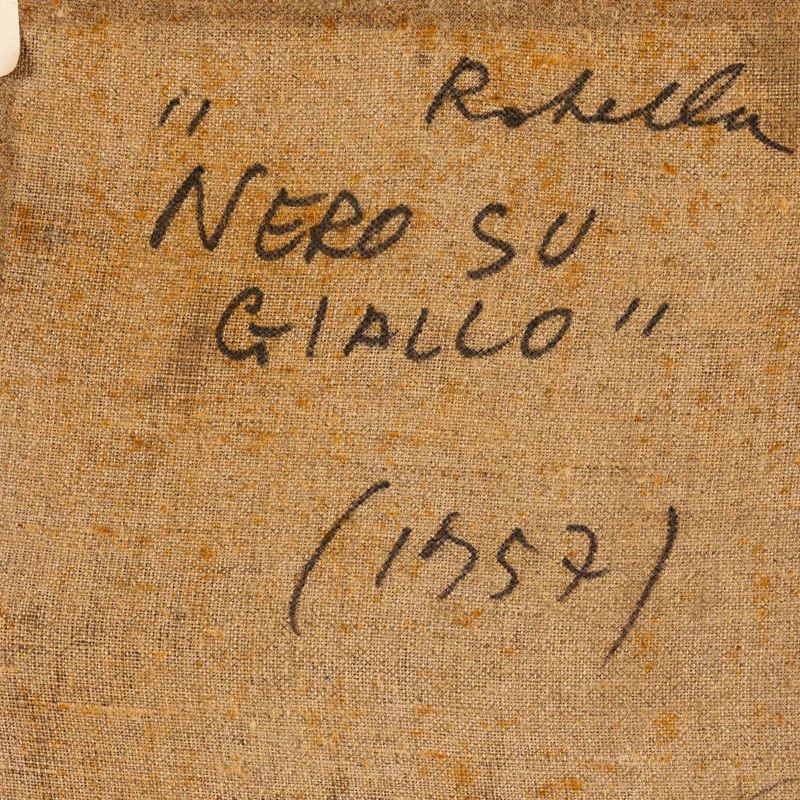 Rotella
"NERO SU
GIALLO"
(1957)